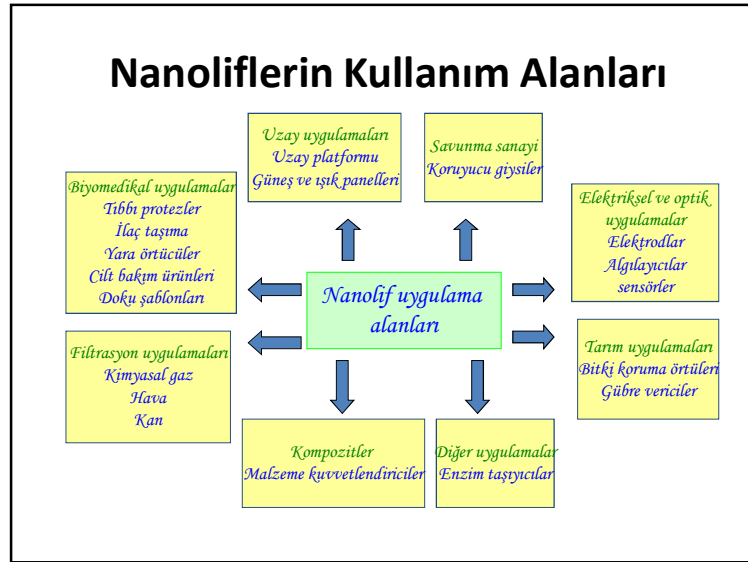 Nanoliflerin Kullanım Alanları
Uzay uygulamaları
Uzay platformu
Güneş ve ışık panelleri
Savunma sanayi
Koruyucu giysiler
Biyomedikal uygulamalar
Tıbbı protezler
İlaç taşıma
Yara örtücüler
Cilt bakım ürünleri
Doku şablonları
Elektriksel ve optik
uygulamalar
Elektrodlar
Algılayıcılar
sensörler
Nanolif uygulama
alanları
Filtrasyon uygulamaları
Kimyasal gaz
Hava
Kan
Tarım uygulamaları
Bitki koruma örtüleri
Gübre vericiler
Kompozitler
Malzeme kuvvetlendiriciler
Diğer uygulamalar
Enzim taşıyıcılar